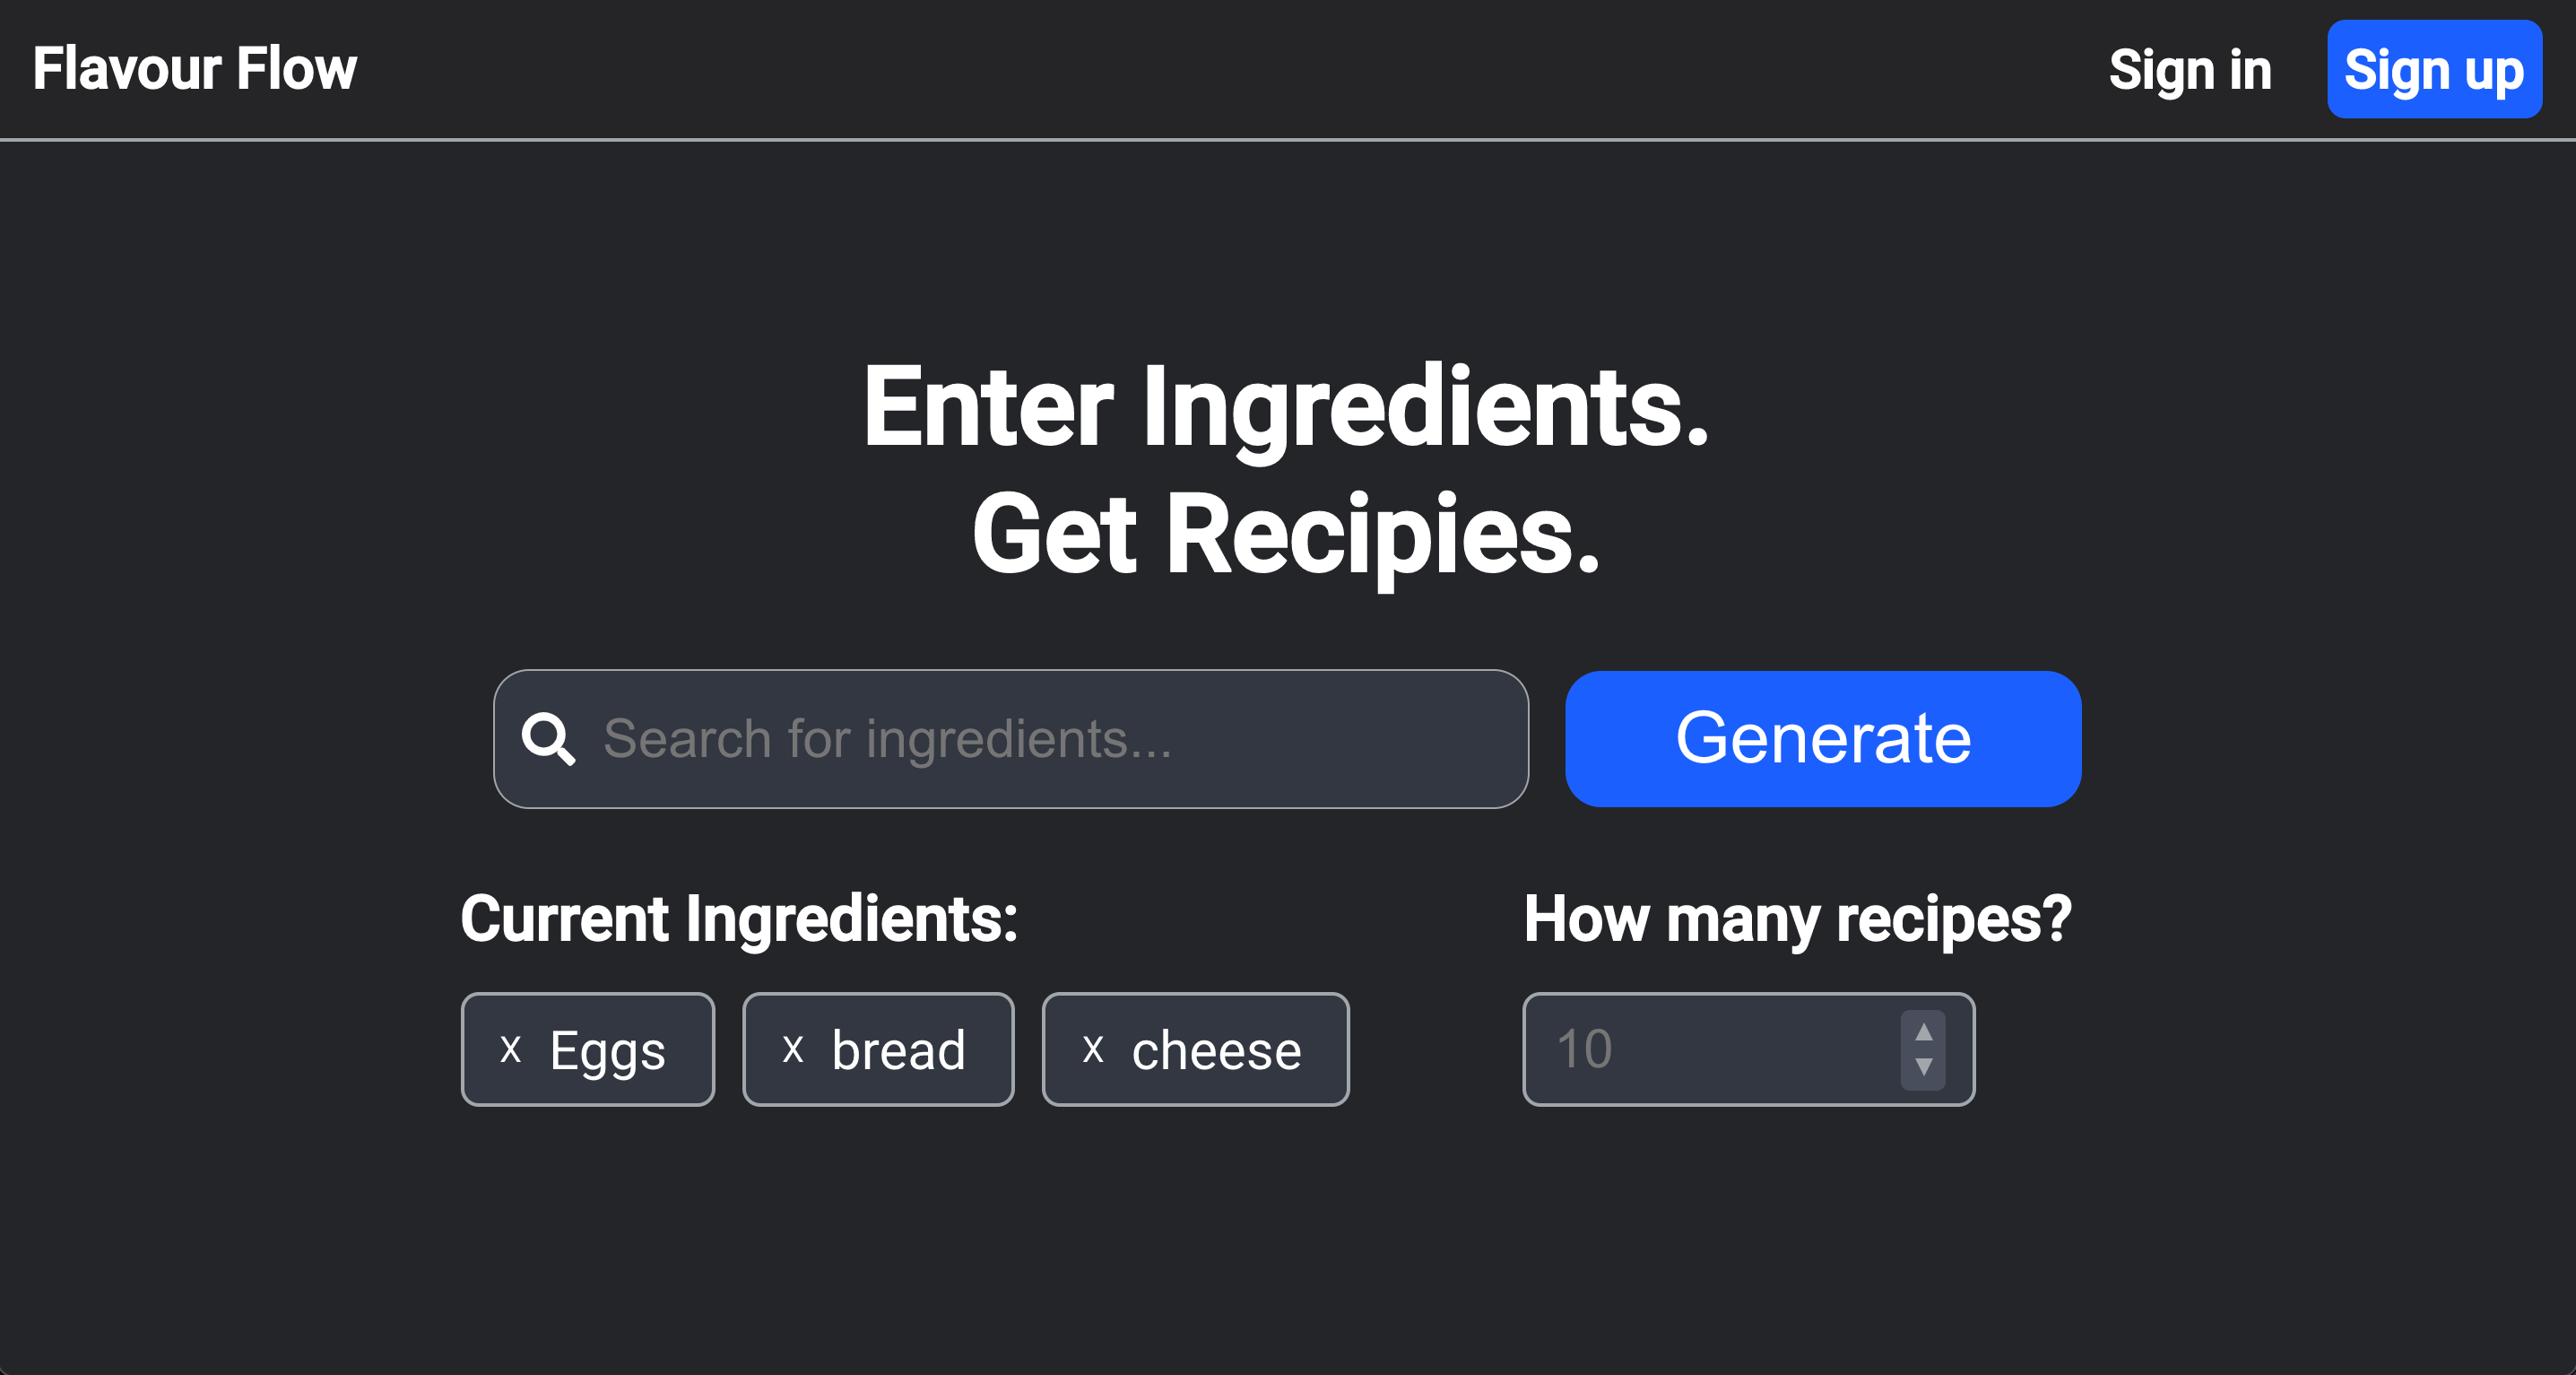 Flavour Flow
Sign in
Sign up
Enter Ingredients.
Get Recipies.
Search for ingredients...
Generate
Current Ingredients:
How many recipes?
x Eggs
x bread
x cheese
10